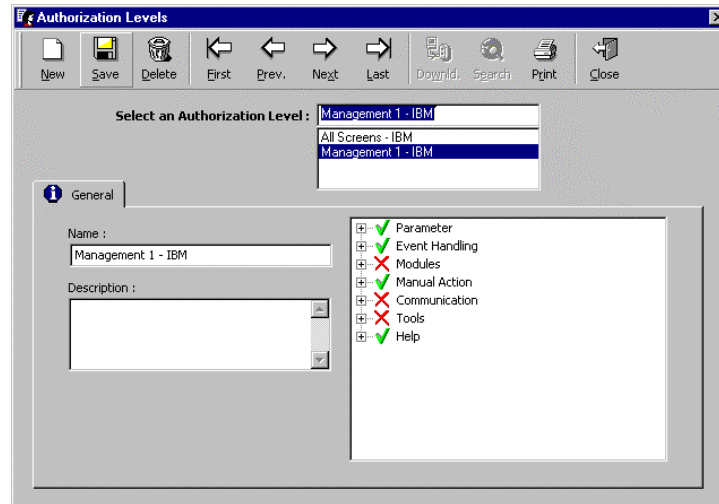 Authorization Levels
New Save Delete First Prev. Next Last Downld. Search Print Close
Select an Authorization Level : Management 1 - IBM
All Screens - IBM
Management 1 - IBM
General
Name :
Management 1 - IBM
Description :
Parameter
Event Handling
Modules
Manual Action
Communication
Tools
Help